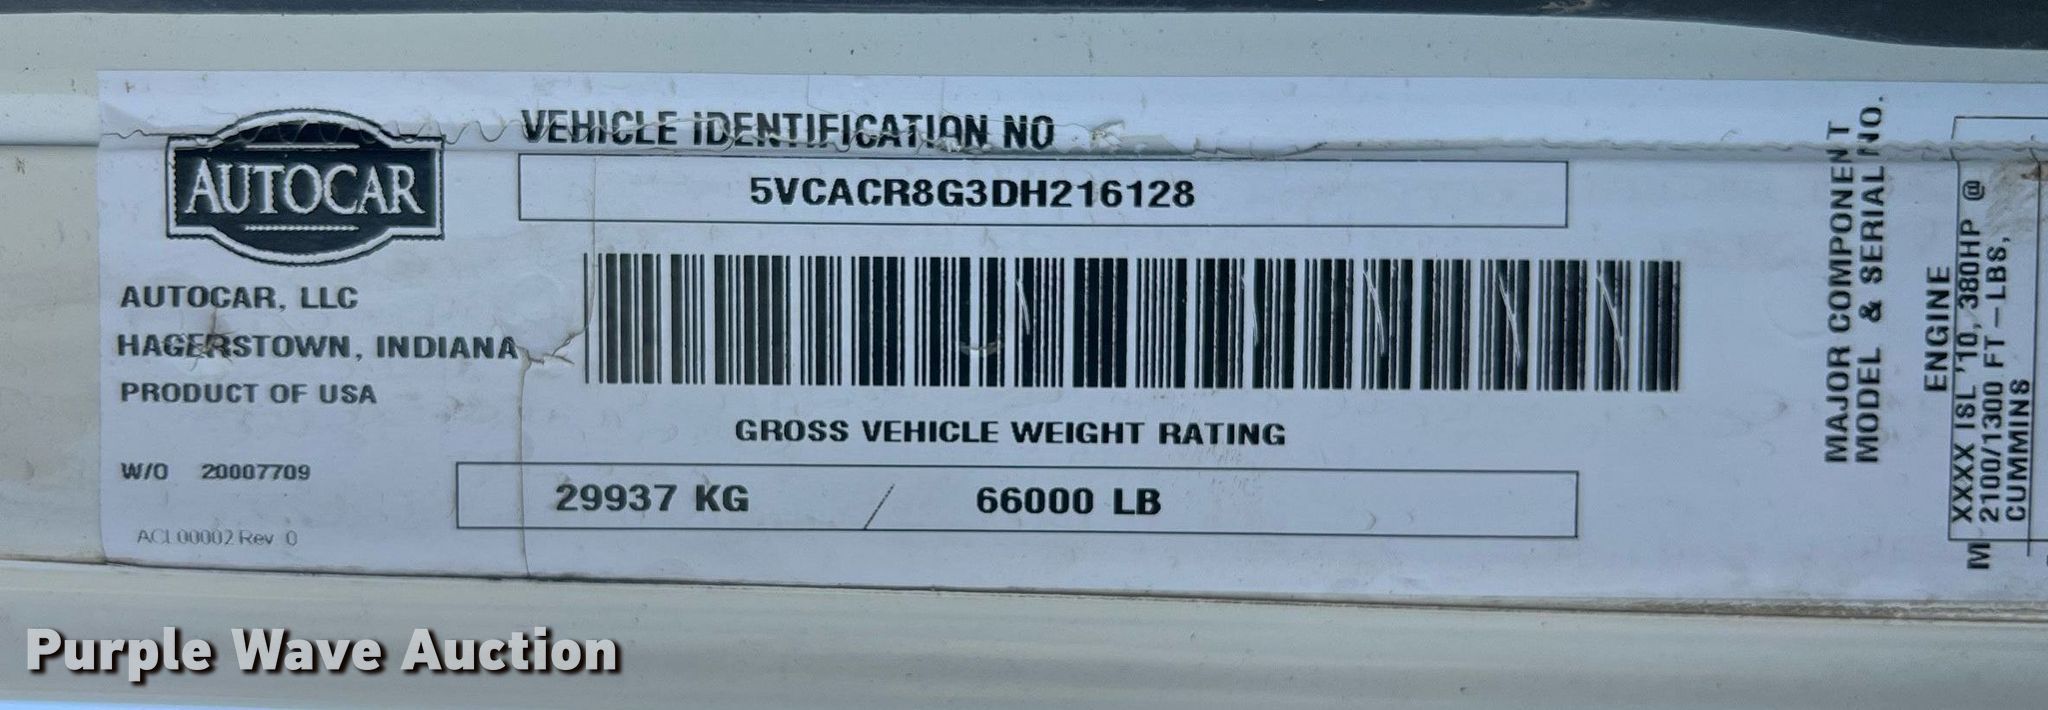 AUTOCAR
AUTOCAR, LLC
HAGERSTOWN, INDIANA
PRODUCT OF USA
W/O 20007709
ACL00002 Rev 0
VEHICLE IDENTIFICATION NO
5VCACR8G3DH216128
GROSS VEHICLE WEIGHT RATING
29937 KG / 66000 LB
MAJOR COMPONENT
MODEL & SERIAL NO.
ENGINE
M XXXX ISL '10, 380HP @
2100/1300 FT-LBS,
CUMMINS
Purple Wave Auction